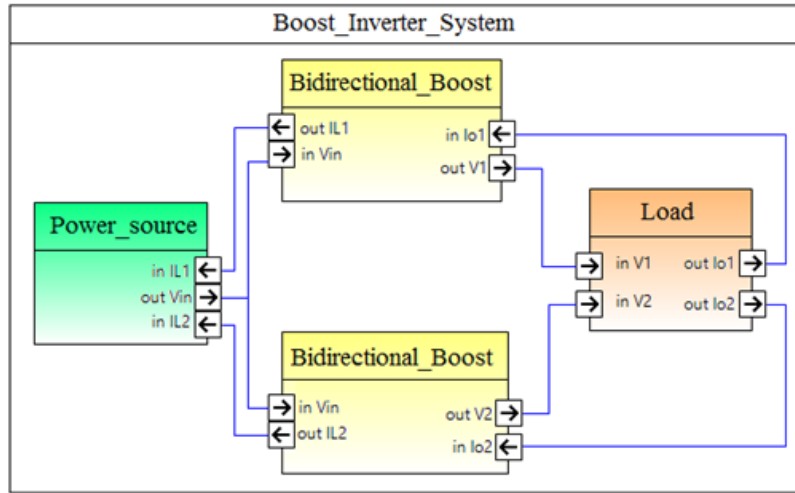 Boost_Inverter_System
Bidirectional_Boost
out IL1
in Vin
in Io1
out V1
Power_source
in IL1
out Vin
in IL2
Load
in V1
in V2
out Io1
out Io2
Bidirectional_Boost
in Vin
out IL2
out V2
in Io2